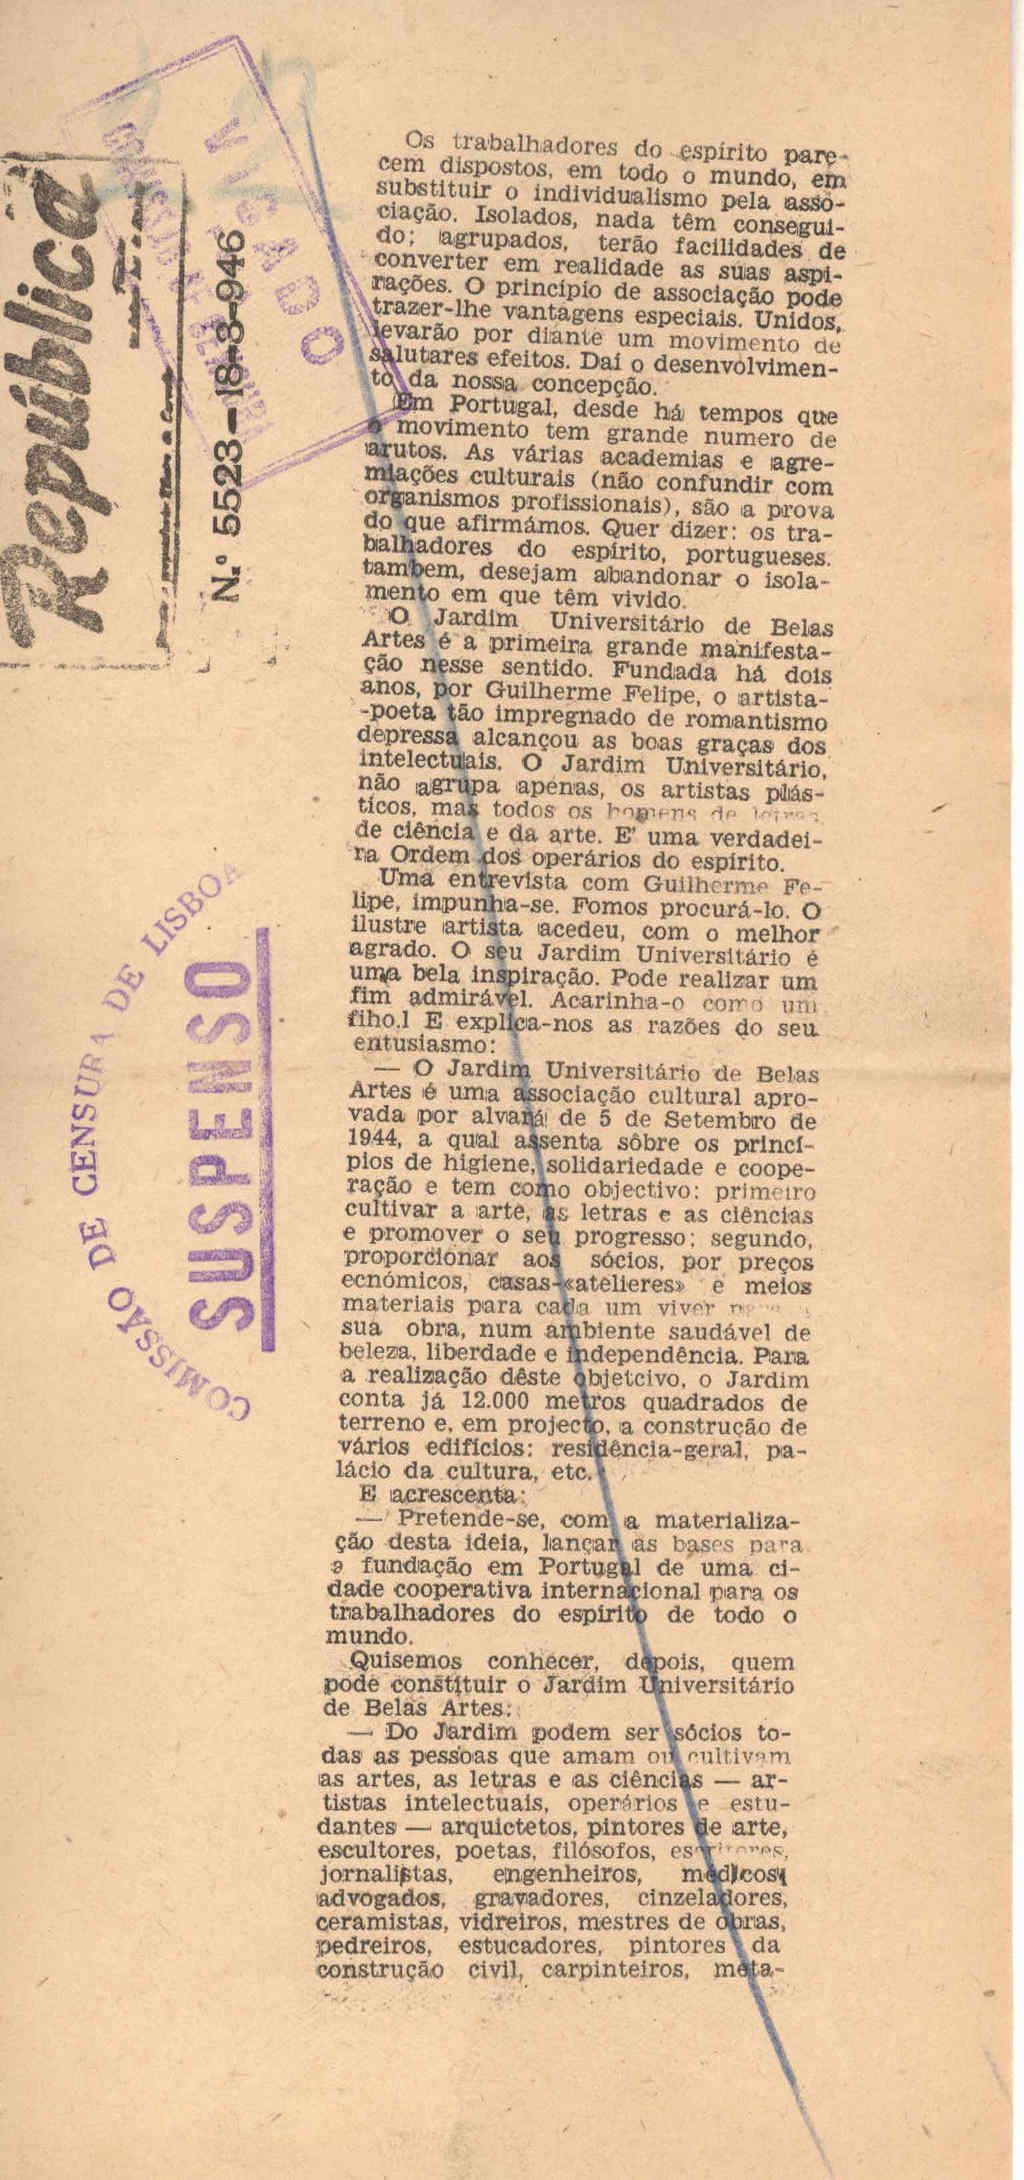 República
N.º 5523-18-3-946
VISADO
COMISSÃO DE CENSURA
COMISSÃO DE CENSURA DE LISBOA
SUSPENSO
Os trabalhadores do espírito pare-
cem dispostos, em todo o mundo, em
substituir o individualismo pela asso-
ciação. Isolados, nada têm consegui-
do; agrupados, terão facilidades de
converter em realidade as suas aspi-
rações. O princípio de associação pode
trazer-lhe vantagens especiais. Unidos,
levarão por diante um movimento de
salutares efeitos. Daí o desenvolvimen-
to da nossa concepção.
Em Portugal, desde há tempos que
o movimento tem grande numero de
arutos. As várias academias e agre-
miações culturais (não confundir com
organismos profissionais), são a prova
do que afirmámos. Quer dizer: os tra-
balhadores do espírito, portugueses,
tambem, desejam abandonar o isola-
mento em que têm vivido.
O Jardim Universitário de Belas
Artes é a primeira grande manifesta-
ção nesse sentido. Fundada há dois
anos, por Guilherme Felipe, o artista-
-poeta tão impregnado de romantismo
depressa alcançou as boas graças dos
intelectuais. O Jardim Universitário,
não agrupa apenas, os artistas plás-
ticos, mas todos os homens de letras,
de ciência e da arte. E' uma verdadei-
ra Ordem dos operários do espírito.
Uma entrevista com Guilherme Fe-
lipe, impunha-se. Fomos procurá-lo. O
ilustre artista acedeu, com o melhor
agrado. O seu Jardim Universitário é
uma bela inspiração. Pode realizar um
fim admirável. Acarinha-o como um
fiho.l E explica-nos as razões do seu
entusiasmo:
— O Jardim Universitário de Belas
Artes é uma associação cultural apro-
vada por alvará de 5 de Setembro de
1944, a qual assenta sôbre os princí-
pios de higiene, solidariedade e coope-
ração e tem como objectivo: primeiro
cultivar a arte, as letras e as ciências
e promover o seu progresso; segundo,
proporcionar aos sócios, por preços
ecnómicos, casas-«atelieres» e meios
materiais para cada um viver
sua obra, num ambiente saudável de
beleza, liberdade e independência. Para
a realização dêste objetcivo, o Jardim
conta já 12.000 metros quadrados de
terreno e, em projecto, a construção de
vários edifícios: residência-geral, pa-
lácio da cultura, etc.
E acrescenta:
— Pretende-se, com a materializa-
ção desta ideia, lançar as bases para
a fundação em Portugal de uma ci-
dade cooperativa internacional para os
trabalhadores do espírito de todo o
mundo.
Quisemos conhecer, depois, quem
pode constituir o Jardim Universitário
de Belas Artes:
— Do Jardim podem ser sócios to-
das as pessoas que amam ou cultivam
as artes, as letras e as ciências — ar-
tistas intelectuais, operários e estu-
dantes — arquictetos, pintores de arte,
escultores, poetas, filósofos, escritores,
jornalistas, engenheiros, médicos,
advogados, gravadores, cinzeladores,
ceramistas, vidreiros, mestres de obras,
pedreiros, estucadores, pintores da
construção civil, carpinteiros, meta-